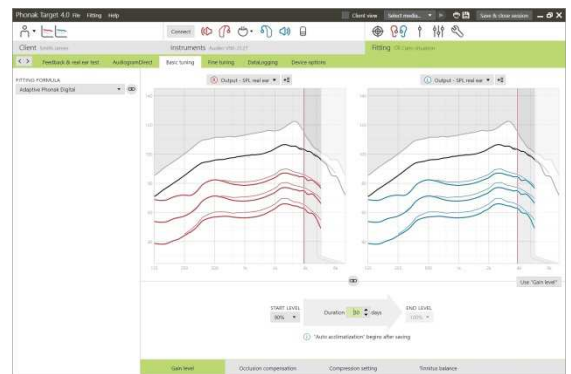 Phonak Target 4.0 File Fitting Help
Client view Select media... Save & close session
Connect
Client Instruments Fitting
Feedback & real ear test AudiogramDirect Basic tuning Fine tuning DataLogging Device options
FITTING FORMULA
Adaptive Phonak Digital
Output - SPL real ear
Output - SPL real ear
Use "Gain level"
START LEVEL Duration days END LEVEL
90% 100%
"Auto acclimatization" begins after saving
Gain level Occlusion compensation Compression setting Tinnitus balance